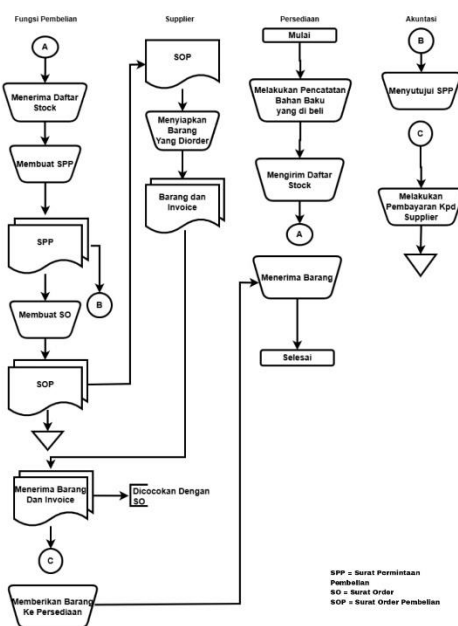 Fungsi Pembelian
A
Menerima Daftar
Stock
Membuat SPP
SPP
B
Membuat SO
SOP
Menerima Barang
Dan Invoice
Dicocokan Dengan
SO
C
Memberikan Barang
Ke Persediaan
Supplier
SOP
Menyiapkan
Barang
Yang Diorder
Barang dan
Invoice
Persediaan
Mulai
Melakukan Pencatatan
Bahan Baku
yang di beli
Mengirim Daftar
Stock
A
Menerima Barang
Selesai
Akuntasi
B
Menyutujui SPP
C
Melakukan
Pembayaran Kpd
Supplier
SPP = Surat Permintaan
Pembelian
SO = Surat Order
SOP = Surat Order Pembelian